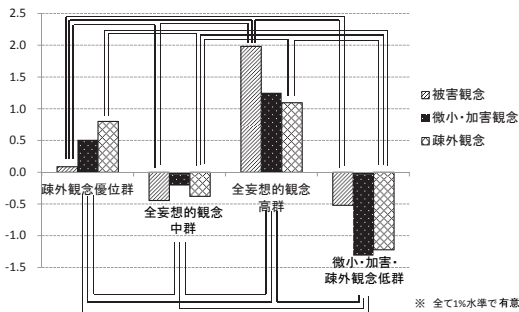 2.5
2.0
1.5
1.0
0.5
0.0
-0.5
-1.0
-1.5
疎外観念優位群
全妄想的観念
中群
全妄想的観念
高群
微小・加害・
疎外観念低群
被害観念
微小・加害観念
疎外観念
※ 全て1%水準で有意